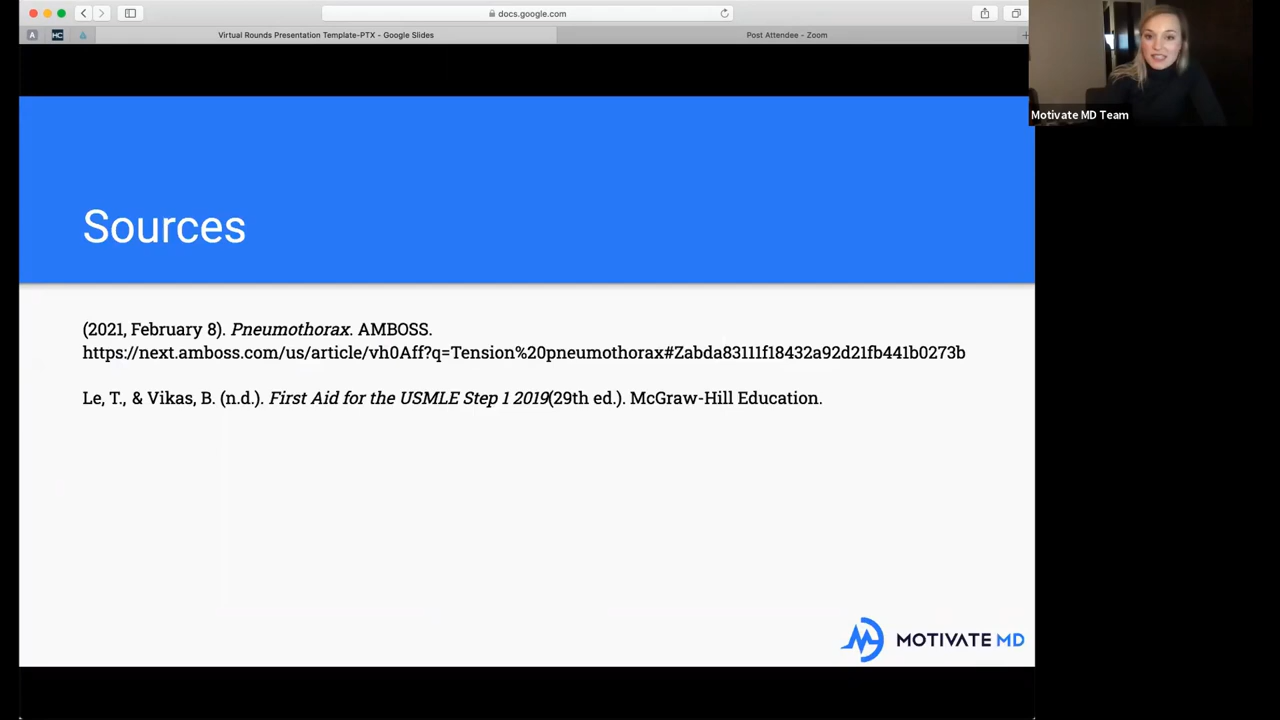 docs.google.com
A
HC
Virtual Rounds Presentation Template-PTX - Google Slides
Post Attendee - Zoom
Motivate MD Team
Sources
(2021, February 8). Pneumothorax. AMBOSS.
https://next.amboss.com/us/article/vh0Aff?q=Tension%20pneumothorax#Zabda83111f18432a92d21fb441b0273b
Le, T., & Vikas, B. (n.d.). First Aid for the USMLE Step 1 2019(29th ed.). McGraw-Hill Education.
MOTIVATE MD